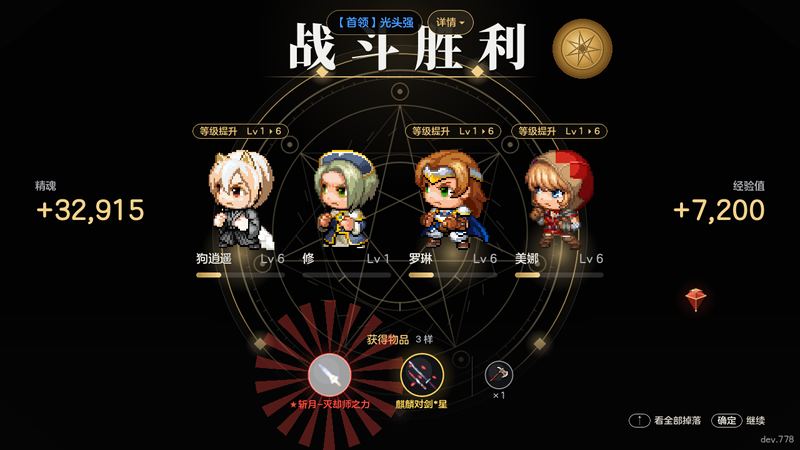 【首领】光头强
详情
战斗胜利
等级提升 Lv 1 ▸ 6
等级提升 Lv 1 ▸ 6
等级提升 Lv 1 ▸ 6
精魂
+32,915
经验值
+7,200
狗逍遥 Lv 6
修 Lv 1
罗琳 Lv 6
美娜 Lv 6
获得物品 3 样
★斩月-灭却师之力
麒麟对剑*星
×1
↑ 看全部掉落
确定 继续
dev.778